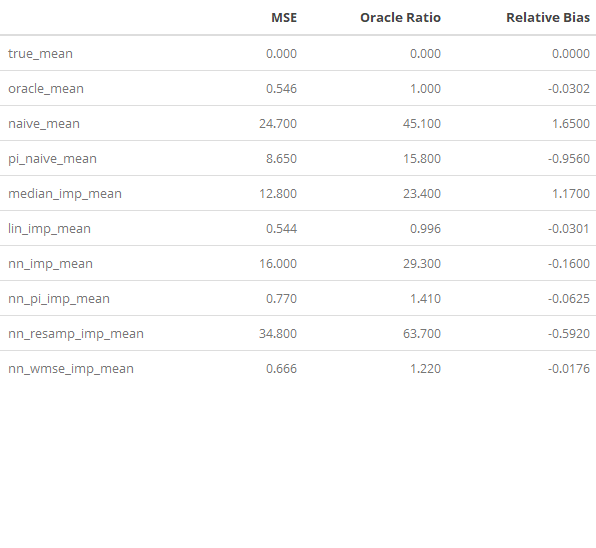 MSE Oracle Ratio Relative Bias
true_mean 0.000 0.000 0.0000
oracle_mean 0.546 1.000 -0.0302
naive_mean 24.700 45.100 1.6500
pi_naive_mean 8.650 15.800 -0.9560
median_imp_mean 12.800 23.400 1.1700
lin_imp_mean 0.544 0.996 -0.0301
nn_imp_mean 16.000 29.300 -0.1600
nn_pi_imp_mean 0.770 1.410 -0.0625
nn_resamp_imp_mean 34.800 63.700 -0.5920
nn_wmse_imp_mean 0.666 1.220 -0.0176